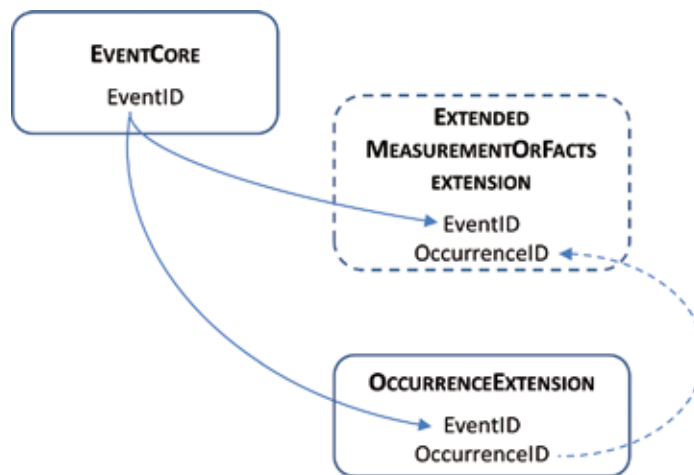 EVENTCORE
EventID
EXTENDED
MEASUREMENTORFACTS
EXTENSION
EventID
OccurrenceID
OCCURRENCEEXTENSION
EventID
OccurrenceID